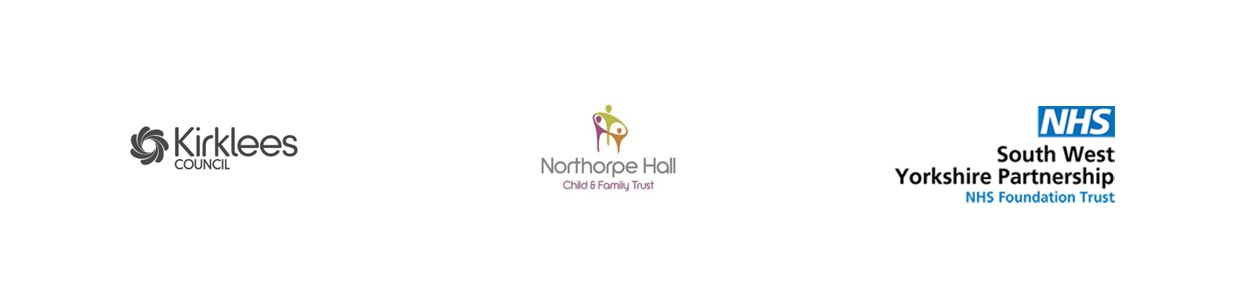 Kirklees
COUNCIL
Northorpe Hall
Child & Family Trust
NHS
South West
Yorkshire Partnership
NHS Foundation Trust